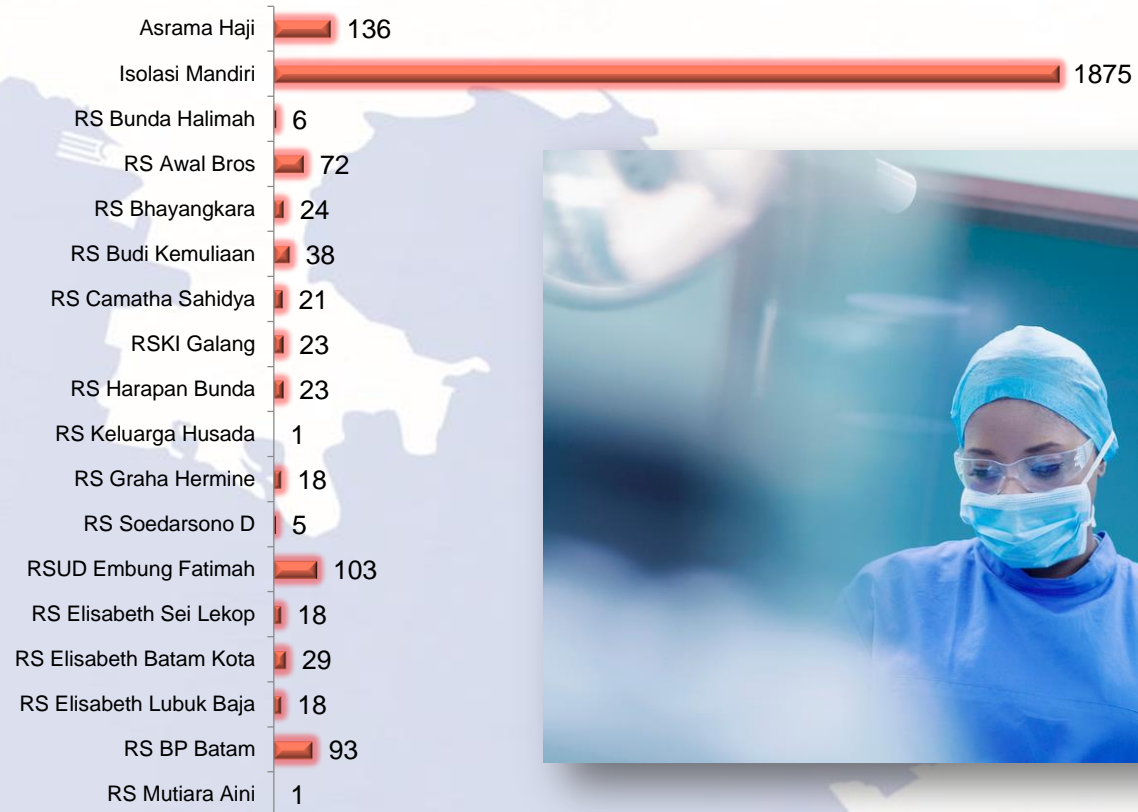 Asrama Haji 136
Isolasi Mandiri 1875
RS Bunda Halimah 6
RS Awal Bros 72
RS Bhayangkara 24
RS Budi Kemuliaan 38
RS Camatha Sahidya 21
RSKI Galang 23
RS Harapan Bunda 23
RS Keluarga Husada 1
RS Graha Hermine 18
RS Soedarsono D 5
RSUD Embung Fatimah 103
RS Elisabeth Sei Lekop 18
RS Elisabeth Batam Kota 29
RS Elisabeth Lubuk Baja 18
RS BP Batam 93
RS Mutiara Aini 1